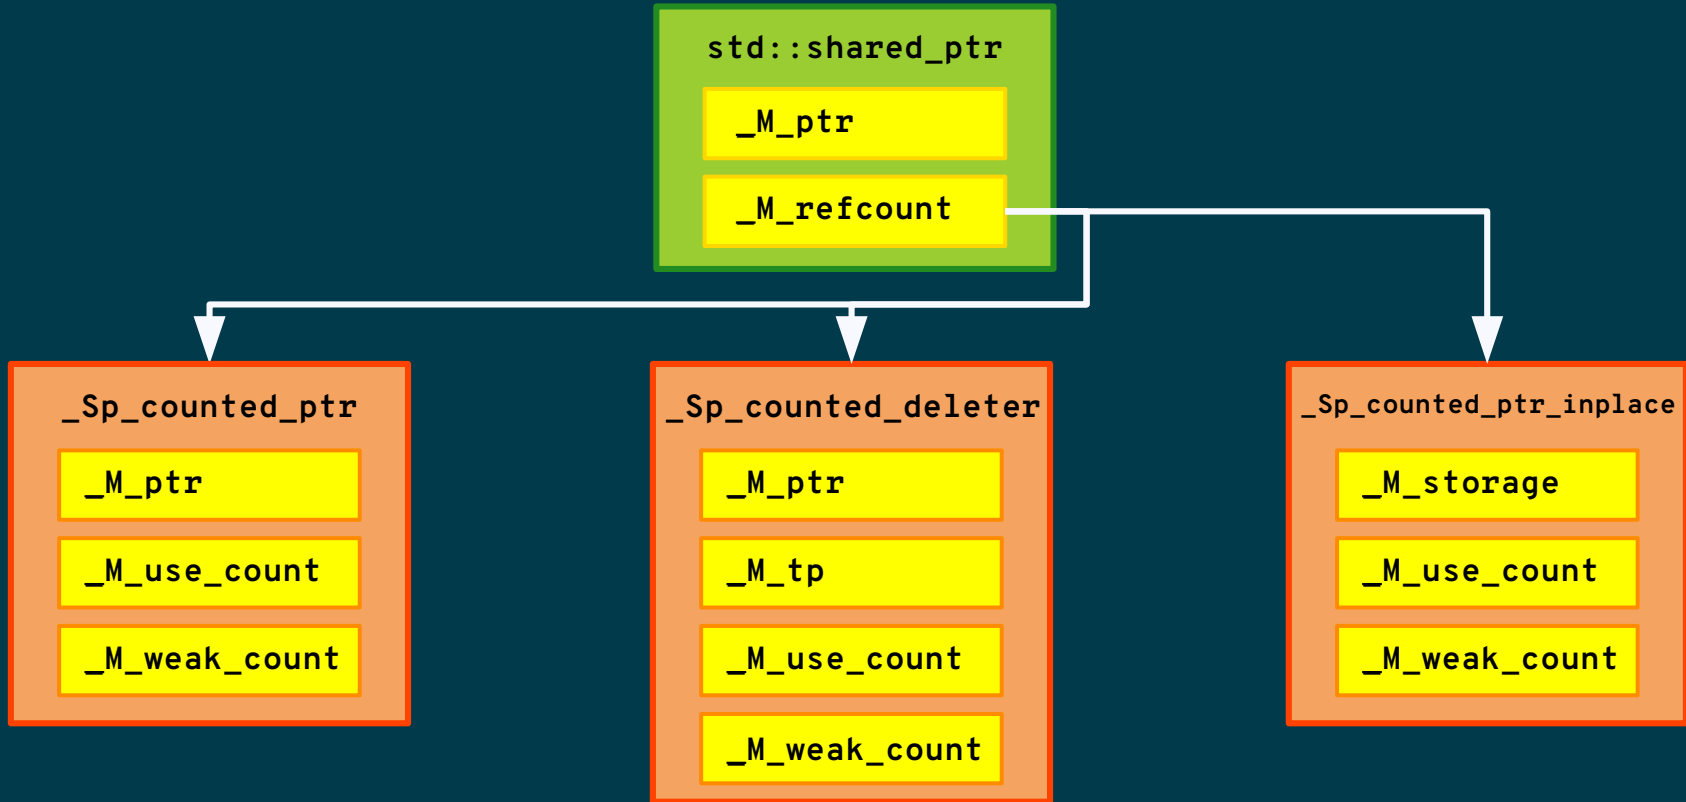 std::shared_ptr
_M_ptr
_M_refcount
_Sp_counted_ptr
_M_ptr
_M_use_count
_M_weak_count
_Sp_counted_deleter
_M_ptr
_M_tp
_M_use_count
_M_weak_count
_Sp_counted_ptr_inplace
_M_storage
_M_use_count
_M_weak_count